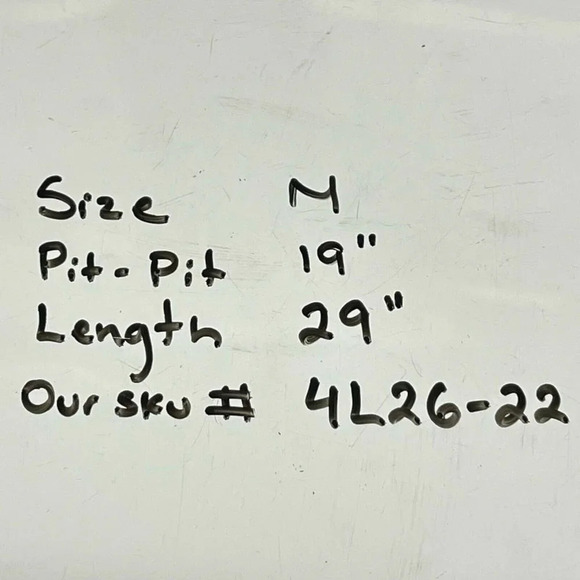 Size M
Pit-Pit 19"
Length 29"
Our sku # 4L26-22